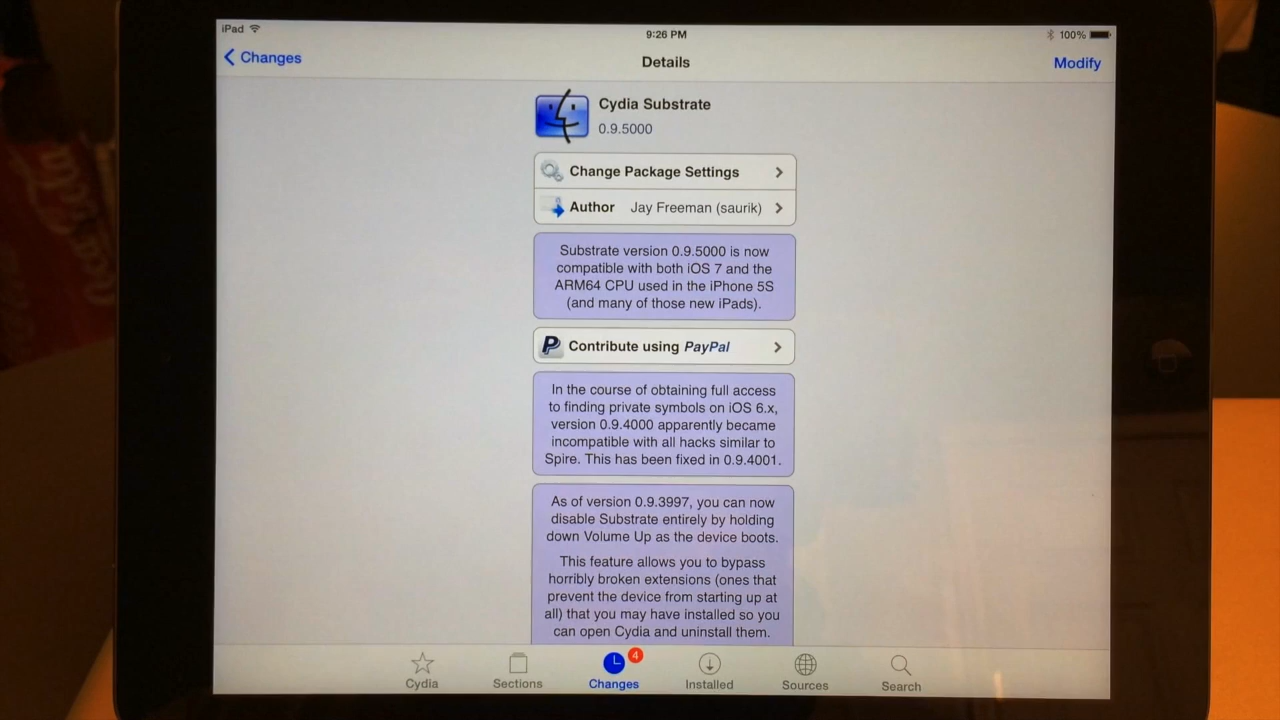 iPad
9:26 PM
100%
Changes
Details
Modify
Cydia Substrate
0.9.5000
Change Package Settings
Author Jay Freeman (saurik)
Substrate version 0.9.5000 is now
compatible with both iOS 7 and the
ARM64 CPU used in the iPhone 5S
(and many of those new iPads).
Contribute using PayPal
In the course of obtaining full access
to finding private symbols on iOS 6.x,
version 0.9.4000 apparently became
incompatible with all hacks similar to
Spire. This has been fixed in 0.9.4001.
As of version 0.9.3997, you can now
disable Substrate entirely by holding
down Volume Up as the device boots.
This feature allows you to bypass
horribly broken extensions (ones that
prevent the device from starting up at
all) that you may have installed so you
can open Cydia and uninstall them.
4
Cydia
Sections
Changes
Installed
Sources
Search